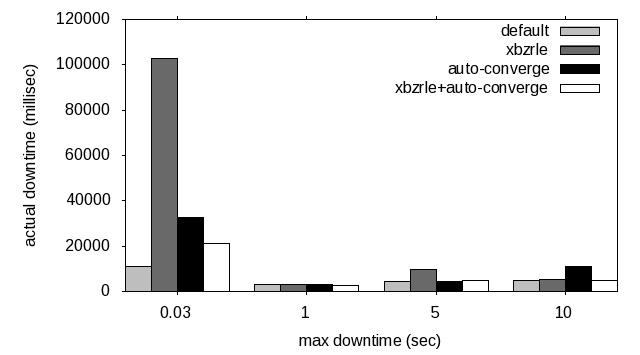 120000
100000
80000
60000
40000
20000
0
actual downtime (millisec)
default
xbzrle
auto-converge
xbzrle+auto-converge
0.03
1
5
10
max downtime (sec)